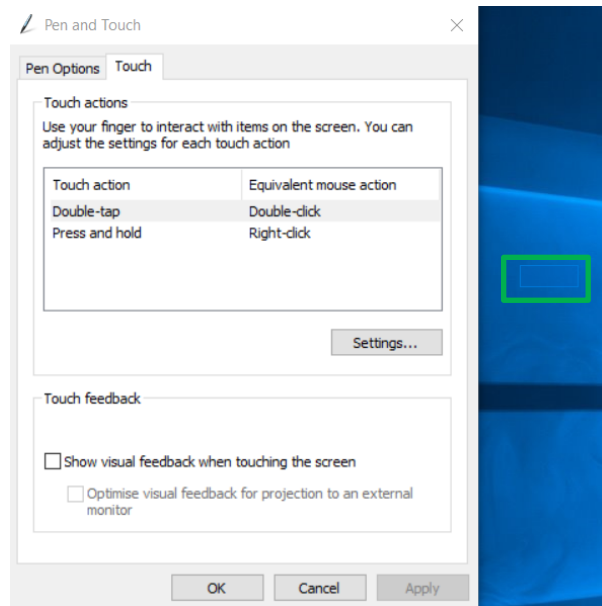 Pen and Touch
Pen Options
Touch
Touch actions
Use your finger to interact with items on the screen. You can
adjust the settings for each touch action
Touch action
Equivalent mouse action
Double-tap
Double-click
Press and hold
Right-click
Settings...
Touch feedback
Show visual feedback when touching the screen
Optimise visual feedback for projection to an external
monitor
OK
Cancel
Apply